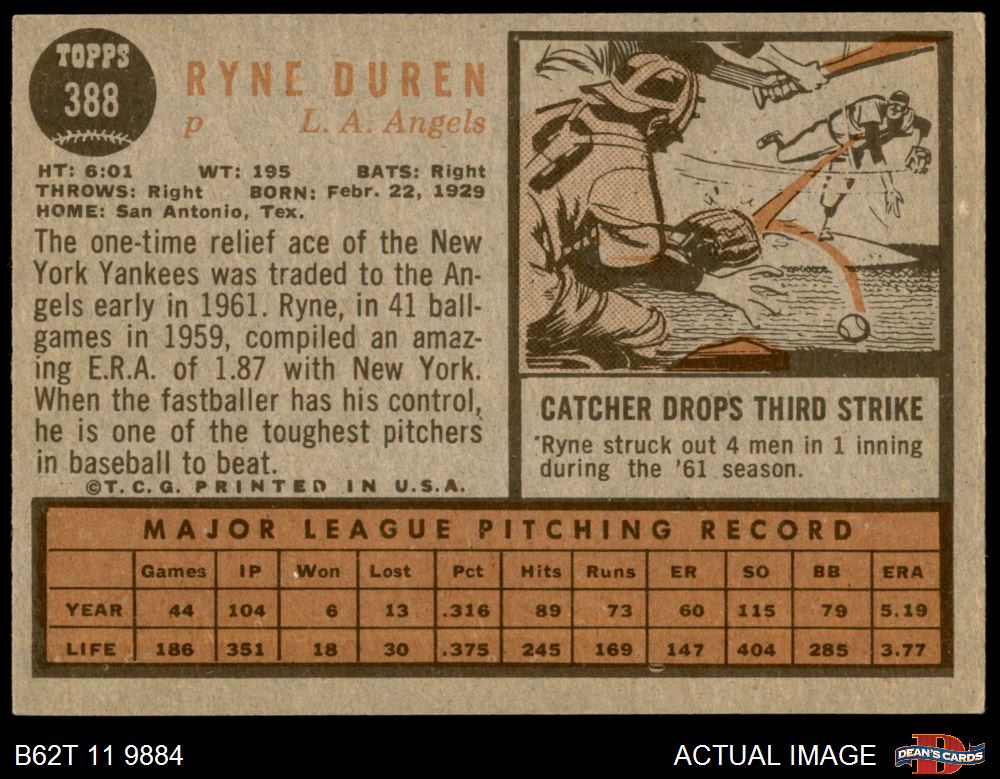 TOPPS
388
RYNE DUREN
p L. A. Angels
HT: 6:01 WT: 195 BATS: Right
THROWS: Right BORN: Febr. 22, 1929
HOME: San Antonio, Tex.
The one-time relief ace of the New
York Yankees was traded to the An-
gels early in 1961. Ryne, in 41 ball-
games in 1959, compiled an amaz-
ing E.R.A. of 1.87 with New York.
When the fastballer has his control,
he is one of the toughest pitchers
in baseball to beat.
©T. C. G. PRINTED IN U.S.A.
CATCHER DROPS THIRD STRIKE
Ryne struck out 4 men in 1 inning
during the '61 season.
MAJOR LEAGUE PITCHING RECORD
Games IP Won Lost Pct Hits Runs ER SO BB ERA
YEAR 44 104 6 13 .316 89 73 60 115 79 5.19
LIFE 186 351 18 30 .375 245 169 147 404 285 3.77
B62T 11 9884 ACTUAL IMAGE
DEAN'S CARDS